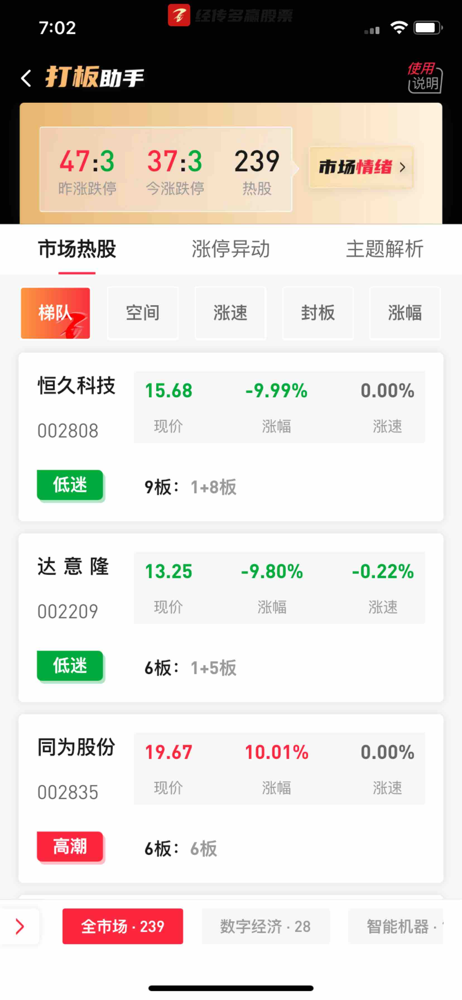 经传多赢股票
7:02
打板助手
使用
说明
47:3 37:3 239
昨涨跌停 今涨跌停 热股
市场情绪
市场热股 涨停异动 主题解析
梯队 空间 涨速 封板 涨幅
恒久科技 15.68 -9.99% 0.00%
现价 涨幅 涨速
002808
低迷 9板： 1+8板
达 意 隆 13.25 -9.80% -0.22%
现价 涨幅 涨速
002209
低迷 6板： 1+5板
同为股份 19.67 10.01% 0.00%
现价 涨幅 涨速
002835
高潮 6板： 6板
全市场 · 239 数字经济 · 28 智能机器 ·